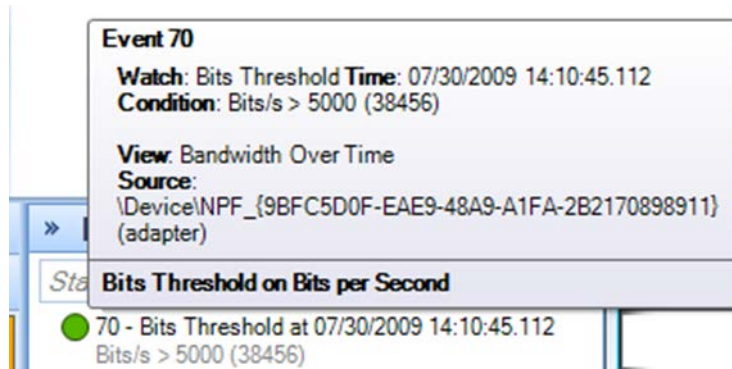 Event 70
Watch: Bits Threshold Time: 07/30/2009 14:10:45.112
Condition: Bits/s > 5000 (38456)
View: Bandwidth Over Time
Source:
\Device\NPF_{9BFC5D0F-EAE9-48A9-A1FA-2B2170898911}
(adapter)
»
Sta
Bits Threshold on Bits per Second
70 - Bits Threshold at 07/30/2009 14:10:45.112
Bits/s > 5000 (38456)